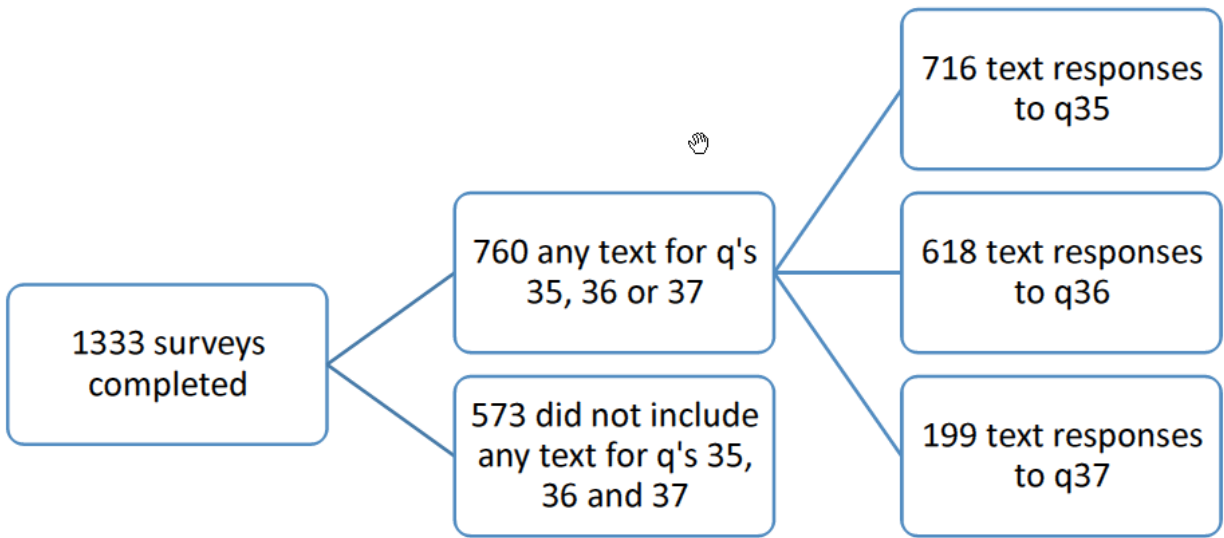 1333 surveys
completed
760 any text for q's
35, 36 or 37
573 did not include
any text for q's 35,
36 and 37
716 text responses
to q35
618 text responses
to q36
199 text responses
to q37